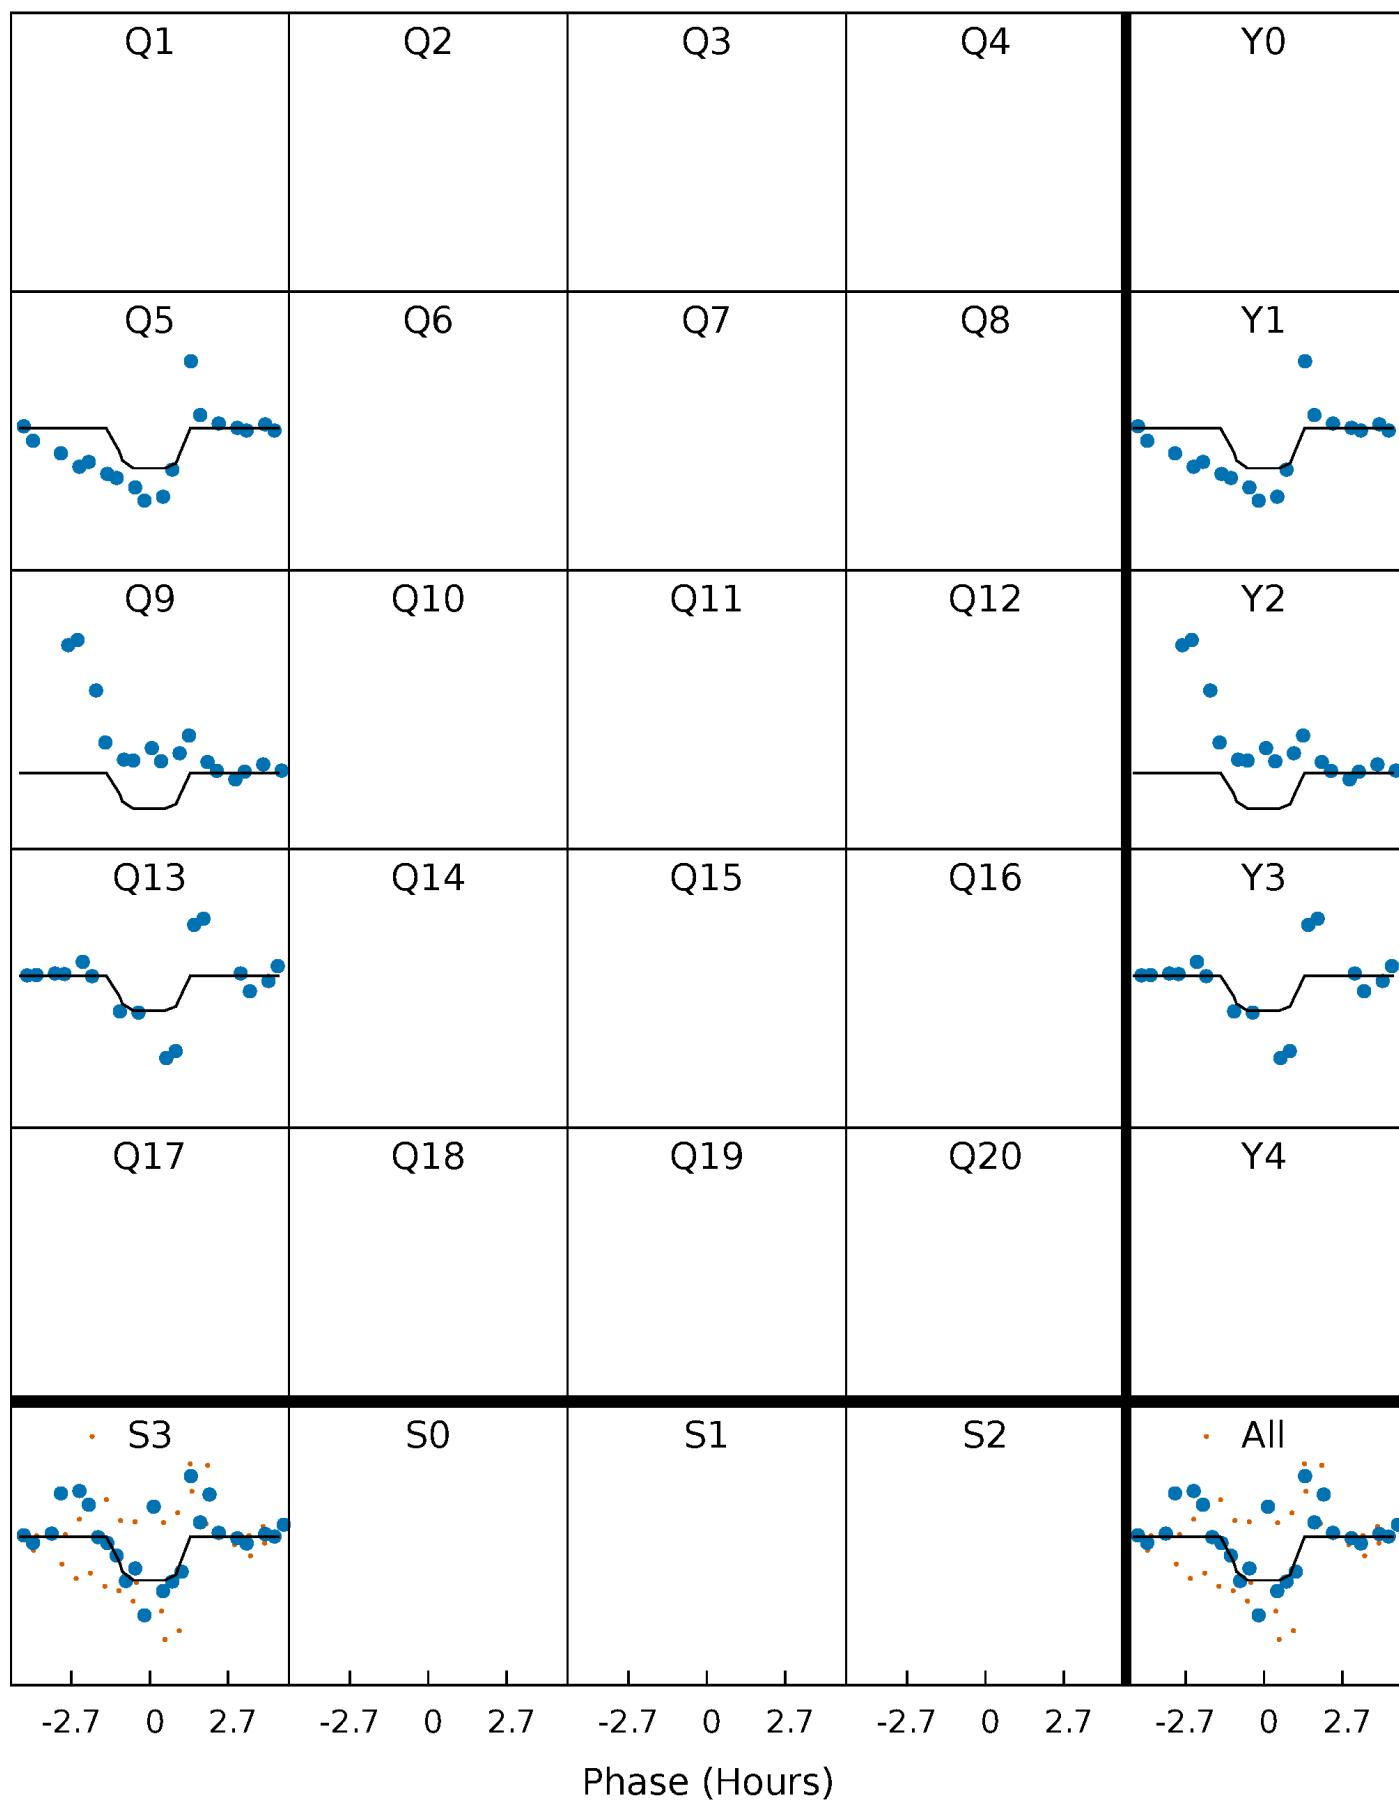 Q1 Q2 Q3 Q4 Y0
Q5 Q6 Q7 Q8 Y1
Q9 Q10 Q11 Q12 Y2
Q13 Q14 Q15 Q16 Y3
Q17 Q18 Q19 Q20 Y4
S3 S0 S1 S2 All
-2.7 0 2.7 -2.7 0 2.7 -2.7 0 2.7 -2.7 0 2.7 -2.7 0 2.7
Phase (Hours)